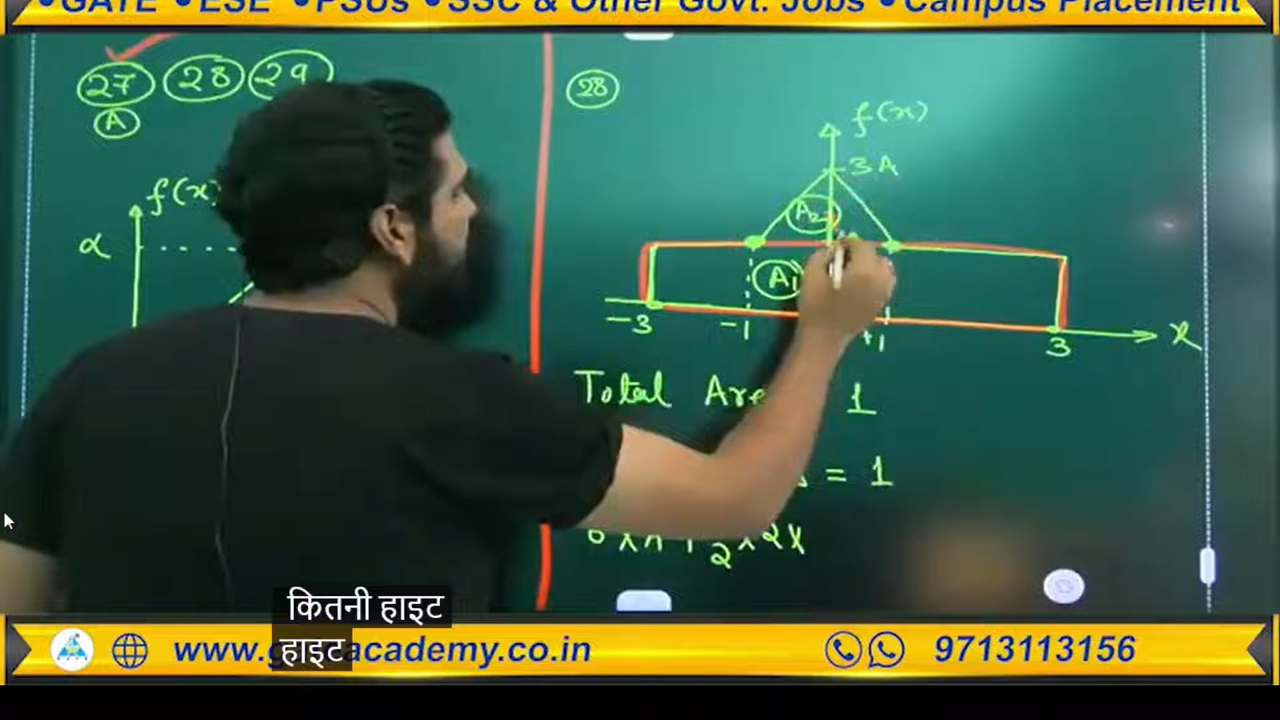 •GATE •ESE •PSUs •SSC & Other Govt. Jobs •Campus Placement
27 28 29
A
f(x)
α
28
f(x)
3A
A2
A1
-3 -1 +1 3 x
Total Area 1
= 1
कितनी हाइट
हाइट
www.g academy.co.in
9713113156